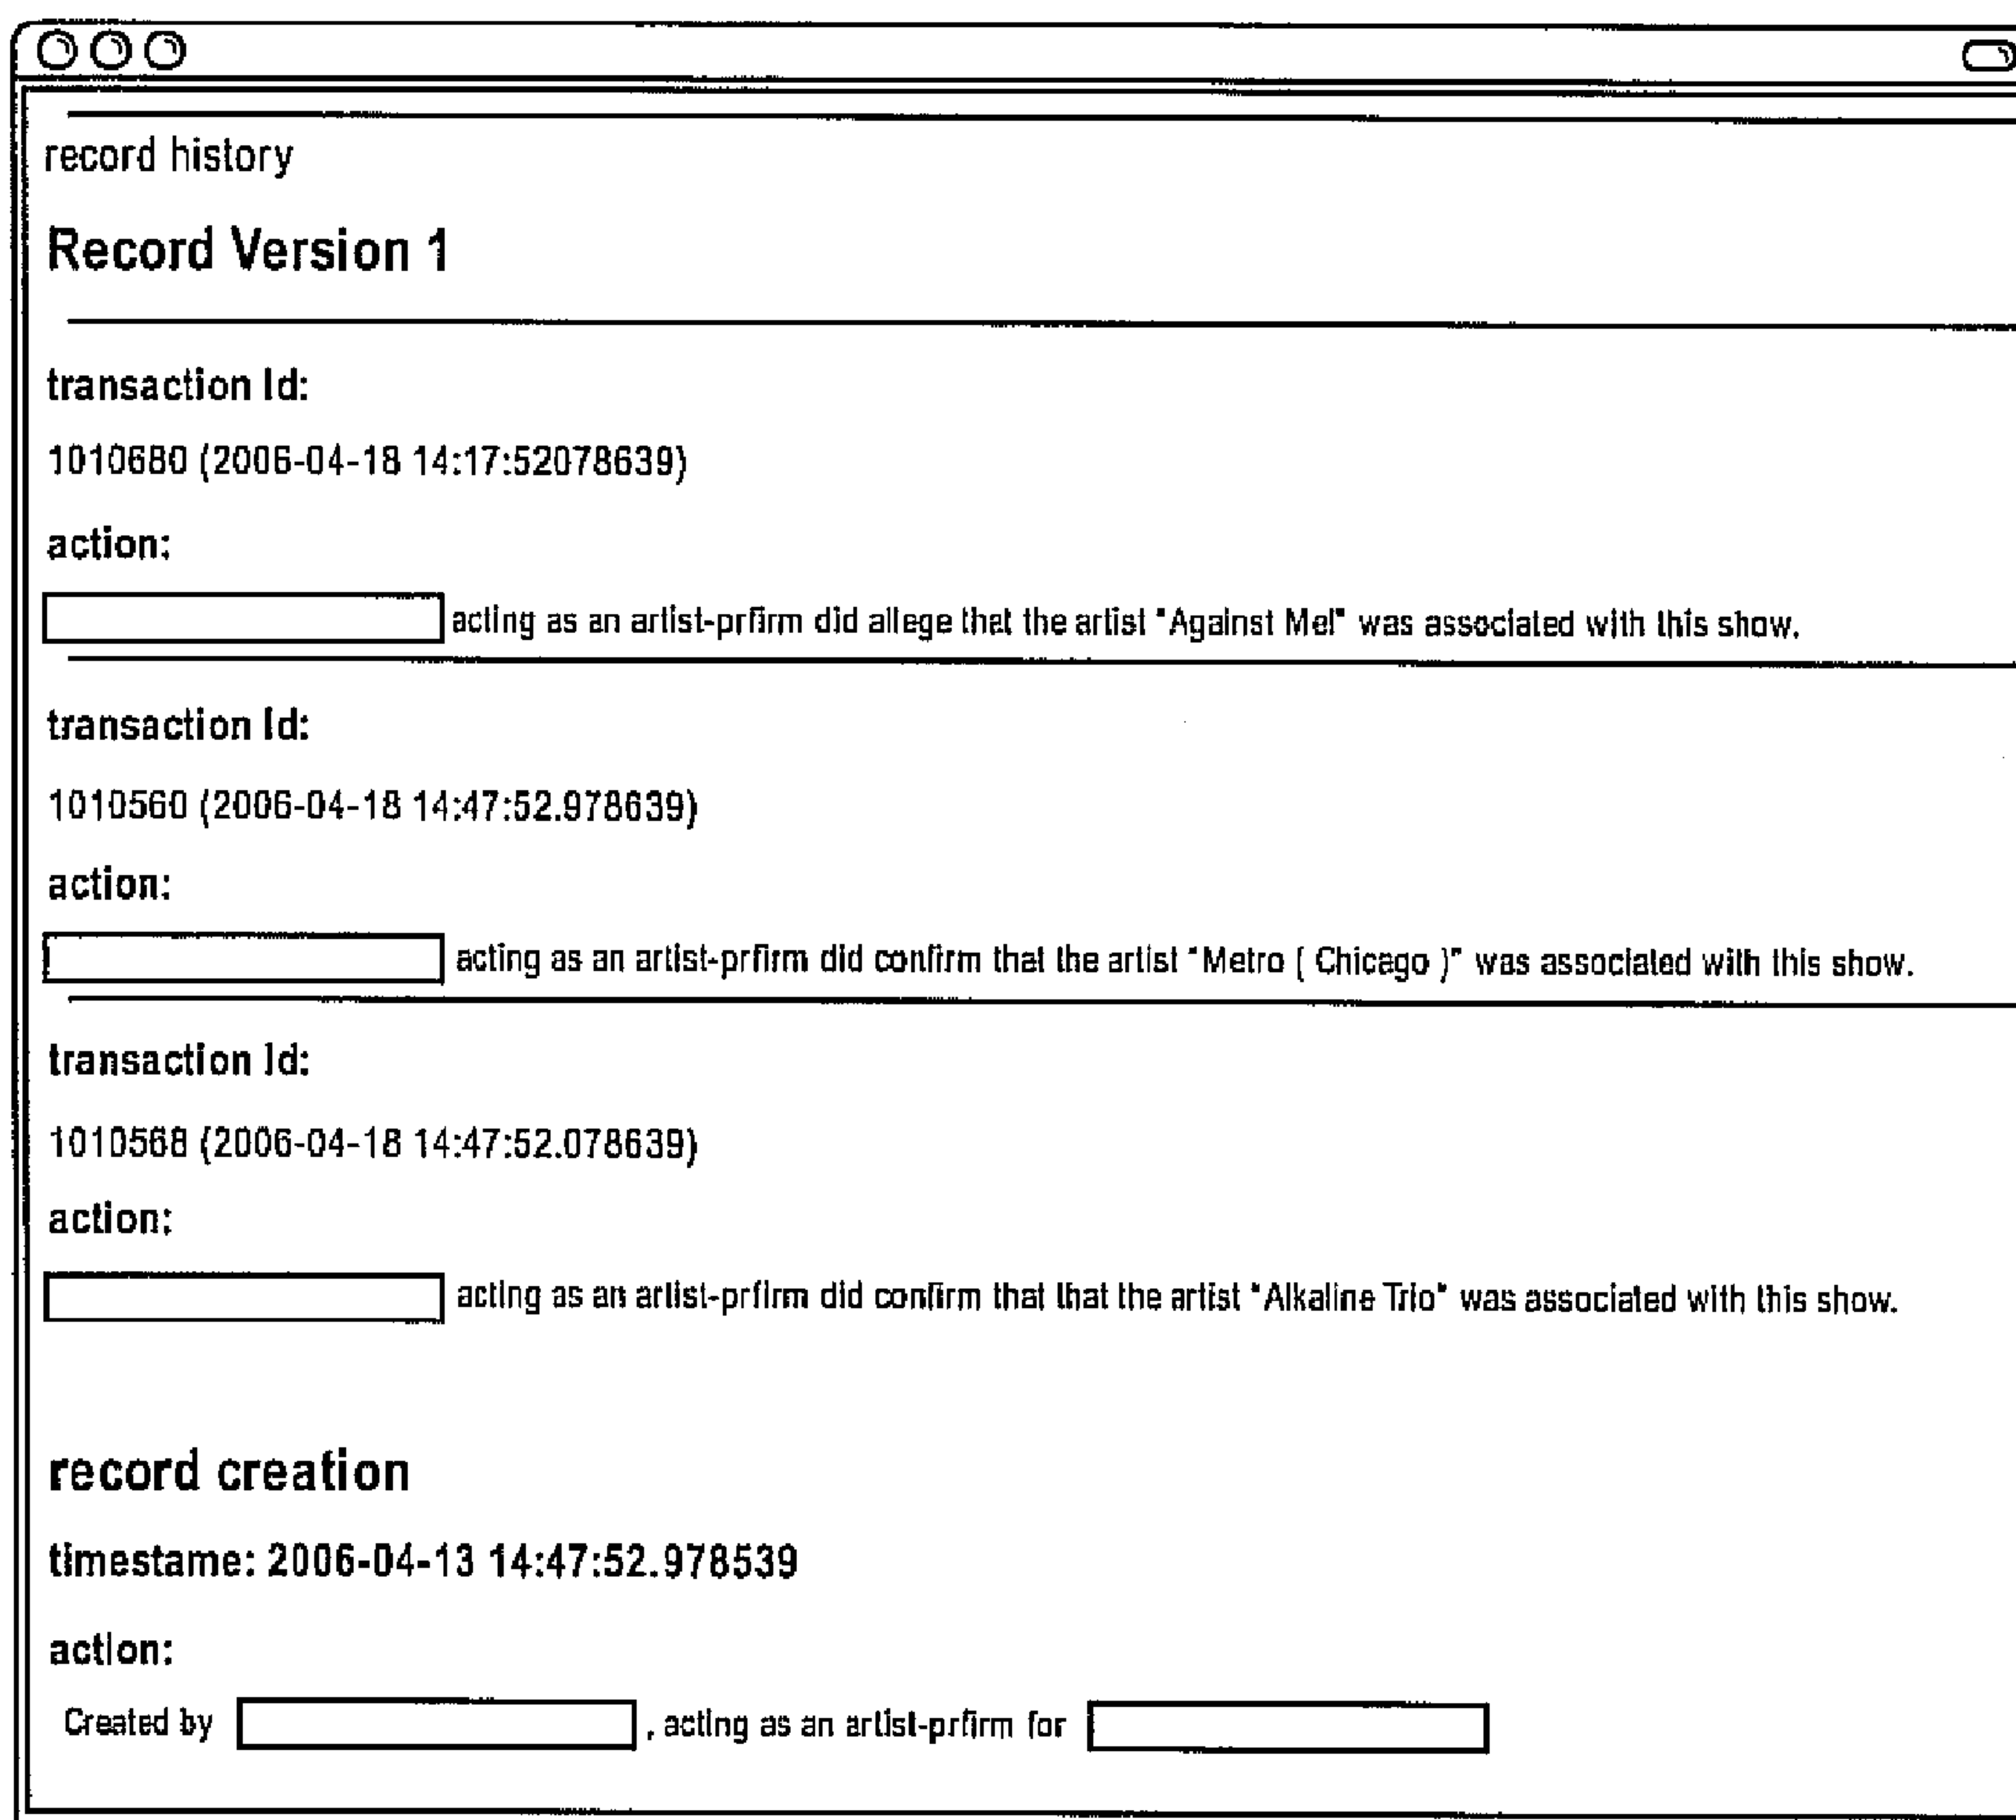 record history
Record Version 1
transaction Id:
1010680 (2006-04-18 14:17:52078639)
action:
acting as an artist-prfirm did allege that the artist "Against Me!" was associated with this show.
transaction Id:
1010560 (2006-04-18 14:47:52.978639)
action:
acting as an artist-prfirm did confirm that the artist "Metro ( Chicago )" was associated with this show.
transaction Id:
1010568 (2006-04-18 14:47:52.078639)
action:
acting as an artist-prfirm did confirm that that the artist "Alkaline Trio" was associated with this show.
record creation
timestame: 2006-04-13 14:47:52.978539
action:
Created by , acting as an artist-prfirm for